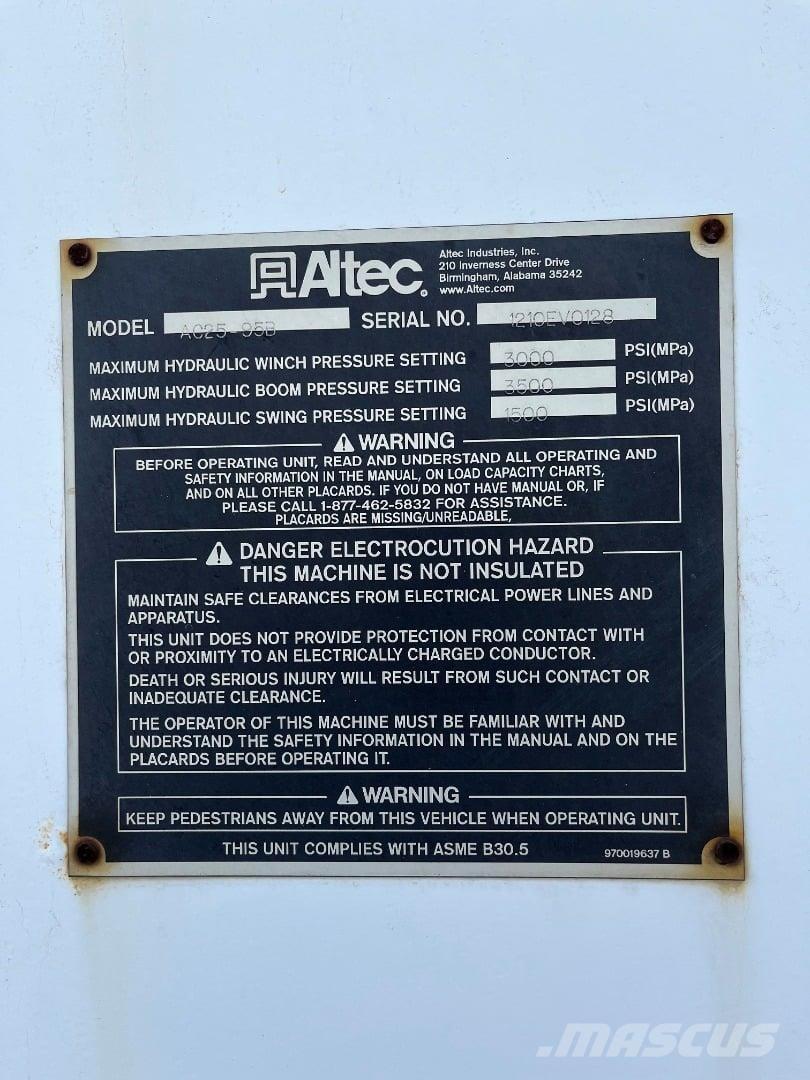 Altec
Altec Industries, Inc.
210 Inverness Center Drive
Birmingham, Alabama 35242
www.Altec.com
MODEL AC25-95B SERIAL NO. 1210EV0128
MAXIMUM HYDRAULIC WINCH PRESSURE SETTING 3000 PSI(MPa)
MAXIMUM HYDRAULIC BOOM PRESSURE SETTING 3500 PSI(MPa)
MAXIMUM HYDRAULIC SWING PRESSURE SETTING 1500 PSI(MPa)
WARNING
BEFORE OPERATING UNIT, READ AND UNDERSTAND ALL OPERATING AND
SAFETY INFORMATION IN THE MANUAL, ON LOAD CAPACITY CHARTS,
AND ON ALL OTHER PLACARDS. IF YOU DO NOT HAVE MANUAL OR, IF
PLEASE CALL 1-877-462-5832 FOR ASSISTANCE.
PLACARDS ARE MISSING/UNREADABLE,
DANGER ELECTROCUTION HAZARD
THIS MACHINE IS NOT INSULATED
MAINTAIN SAFE CLEARANCES FROM ELECTRICAL POWER LINES AND
APPARATUS.
THIS UNIT DOES NOT PROVIDE PROTECTION FROM CONTACT WITH
OR PROXIMITY TO AN ELECTRICALLY CHARGED CONDUCTOR.
DEATH OR SERIOUS INJURY WILL RESULT FROM SUCH CONTACT OR
INADEQUATE CLEARANCE.
THE OPERATOR OF THIS MACHINE MUST BE FAMILIAR WITH AND
UNDERSTAND THE SAFETY INFORMATION IN THE MANUAL AND ON THE
PLACARDS BEFORE OPERATING IT.
WARNING
KEEP PEDESTRIANS AWAY FROM THIS VEHICLE WHEN OPERATING UNIT.
THIS UNIT COMPLIES WITH ASME B30.5
970019637 B
MASCUS